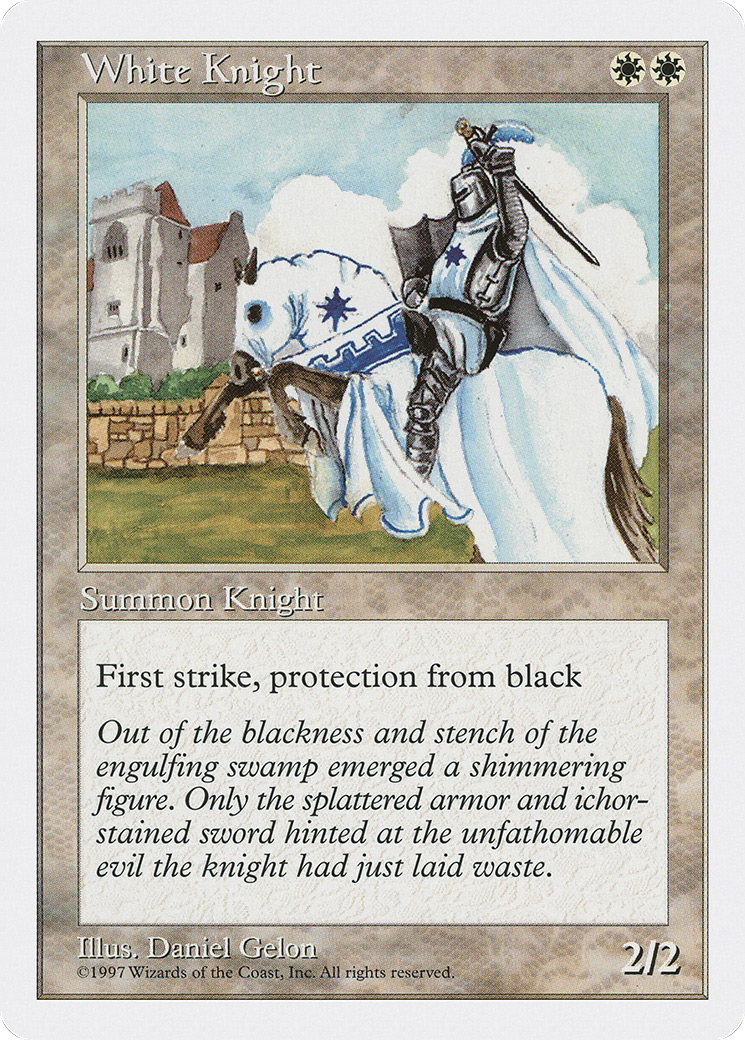 White Knight
Summon Knight
First strike, protection from black
Out of the blackness and stench of the
engulfing swamp emerged a shimmering
figure. Only the splattered armor and ichor-
stained sword hinted at the unfathomable
evil the knight had just laid waste.
Illus. Daniel Gelon
©1997 Wizards of the Coast, Inc. All rights reserved.
2/2